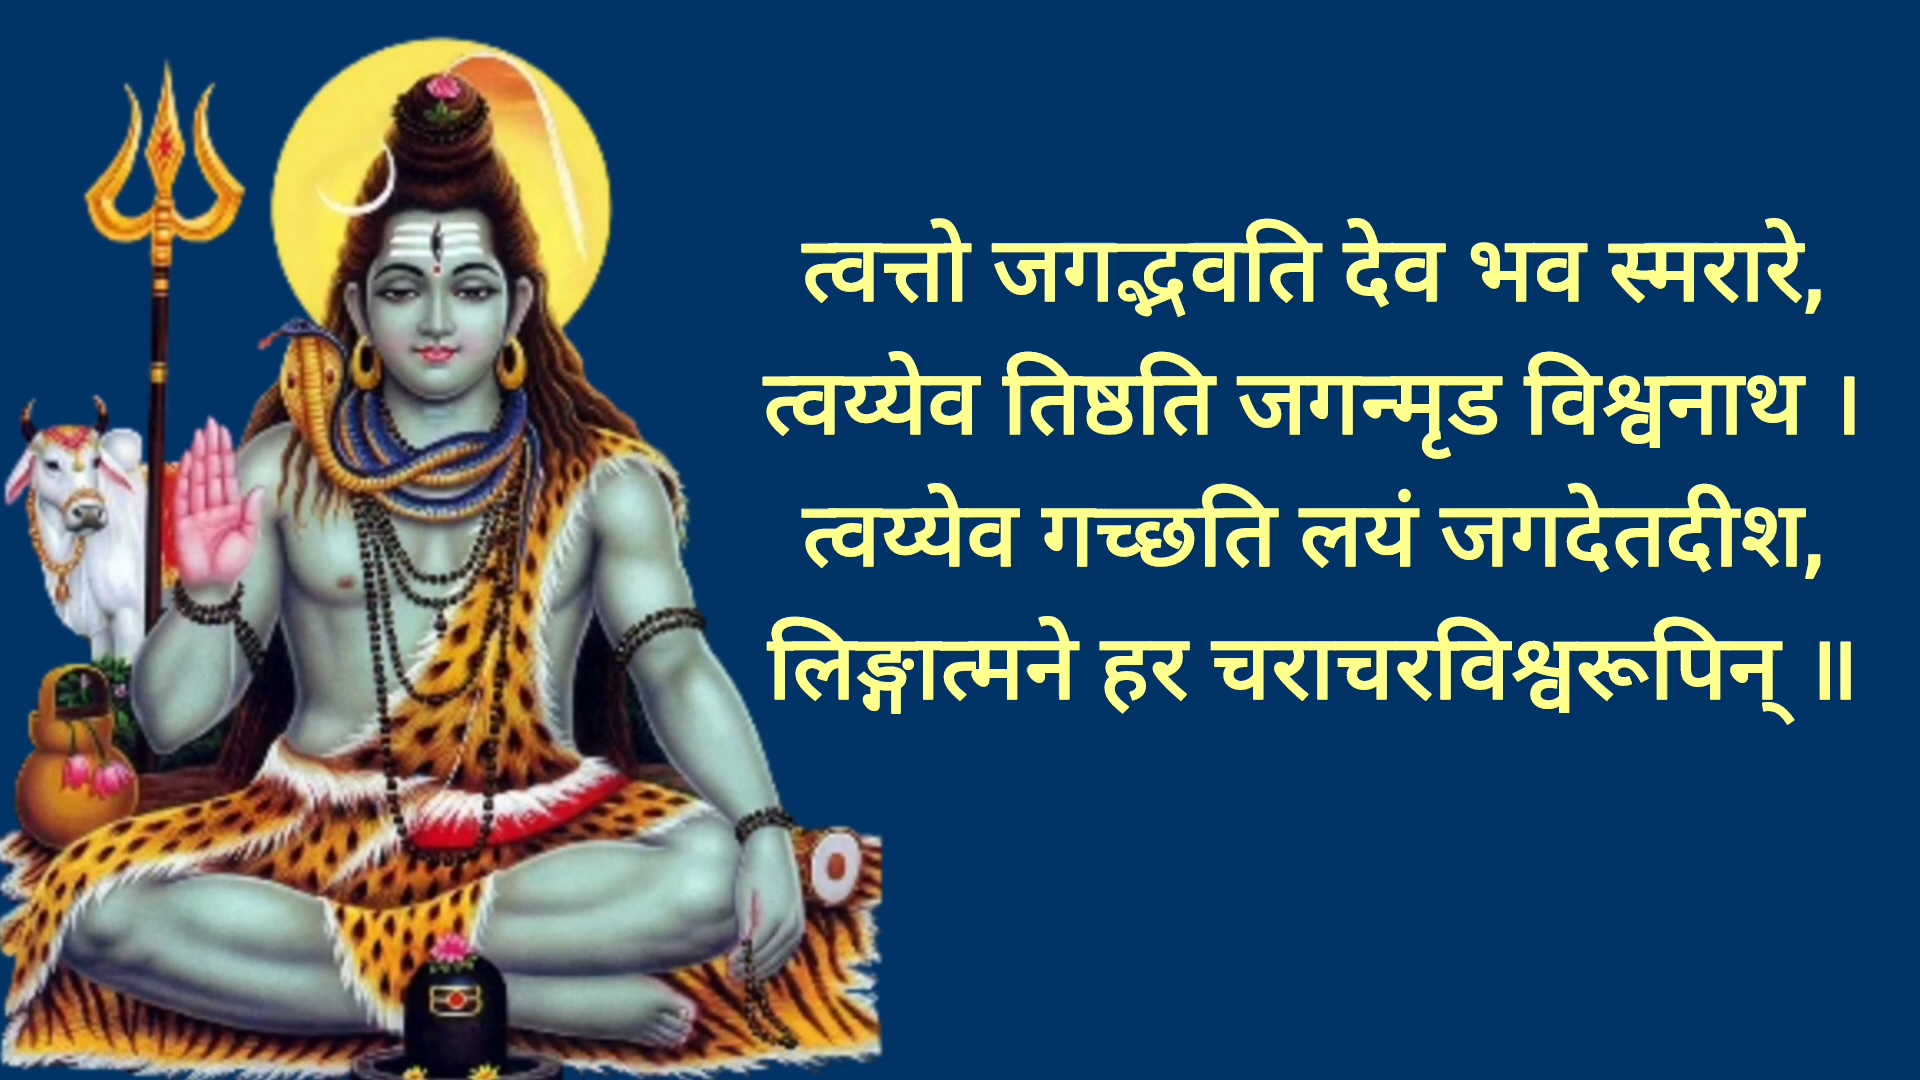 त्वत्तो जगद्भवति देव भव स्मरारे,
त्वय्येव तिष्ठति जगन्मृड विश्वनाथ ।
त्वय्येव गच्छति लयं जगदेतदीश,
लिङ्गात्मने हर चराचरविश्वरूपिन् ॥